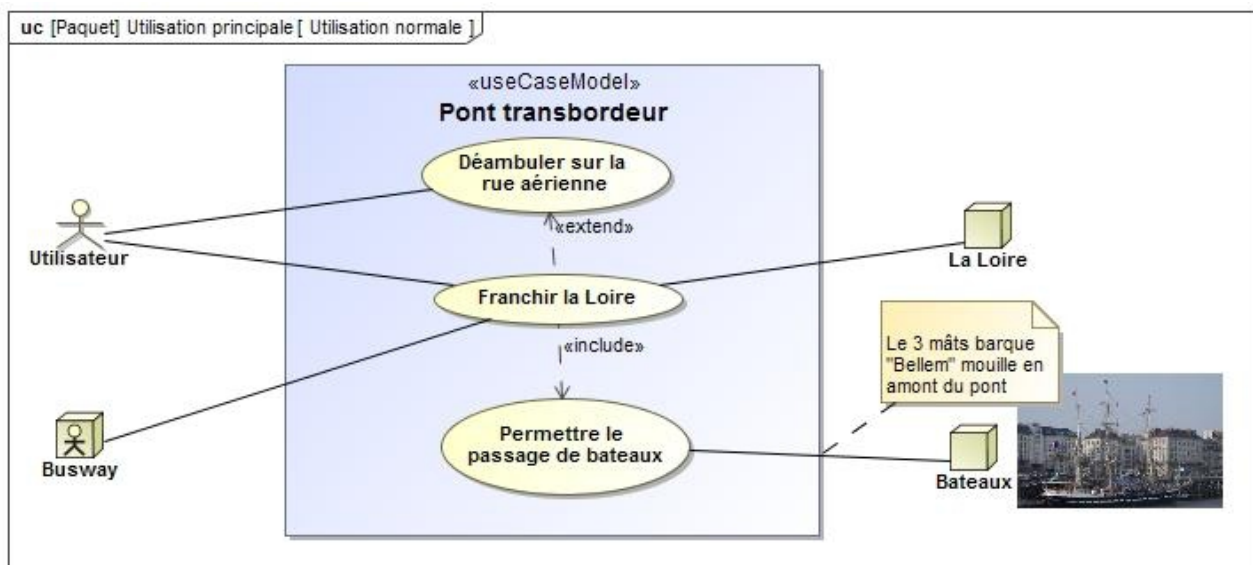 uc [Paquet] Utilisation principale [ Utilisation normale ]
«useCaseModel»
Pont transbordeur
Déambuler sur la
rue aérienne
«extend»
Utilisateur
La Loire
Franchir la Loire
«include»
Le 3 mâts barque
"Bellem" mouille en
amont du pont
Permettre le
passage de bateaux
Busway
Bateaux